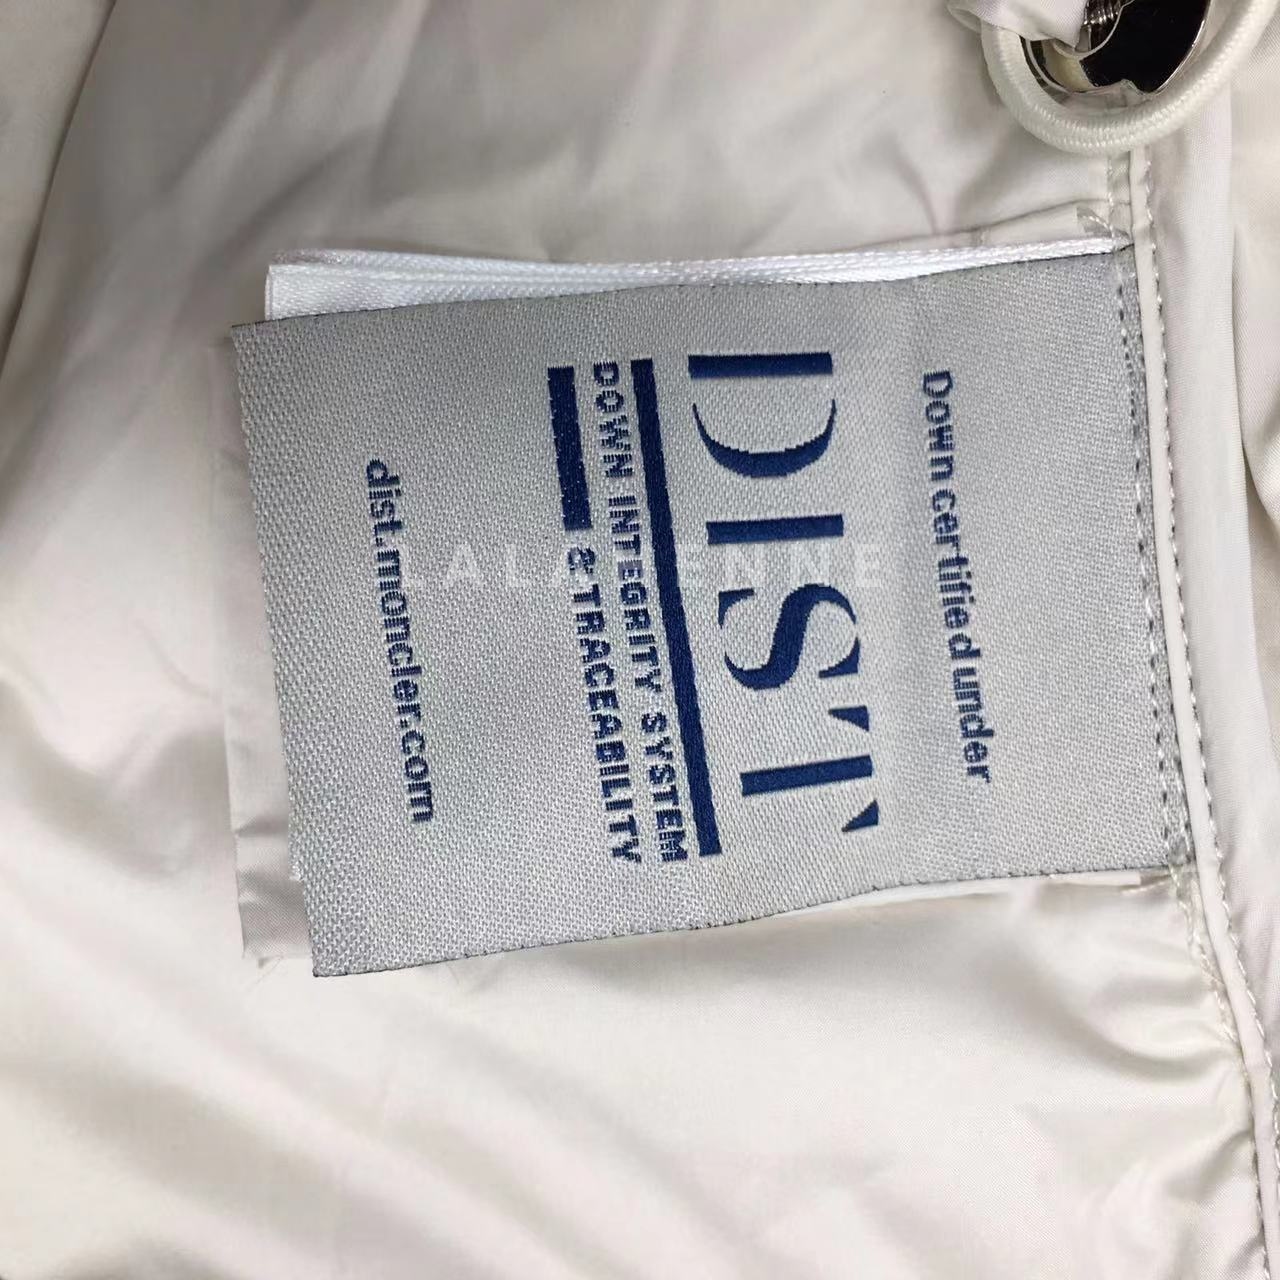 Down certified under
DIST
DOWN INTEGRITY SYSTEM
& TRACEABILITY
dist.moncler.com